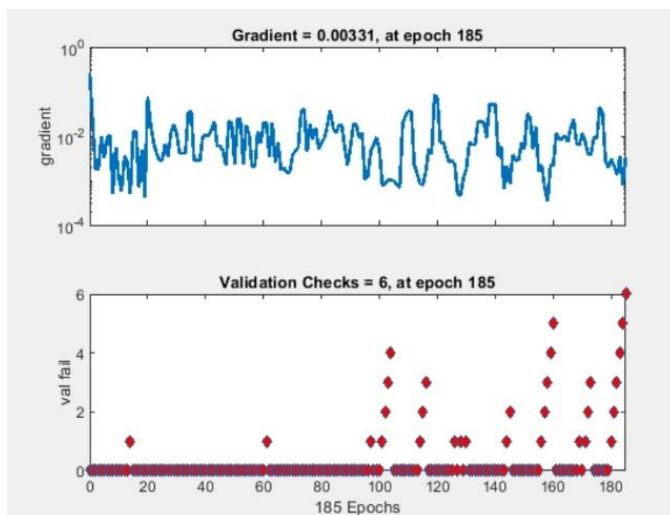 Gradient = 0.00331, at epoch 185
10^0
10^-2
10^-4
gradient
Validation Checks = 6, at epoch 185
6
4
2
0
val fail
0 20 40 60 80 100 120 140 160 180
185 Epochs